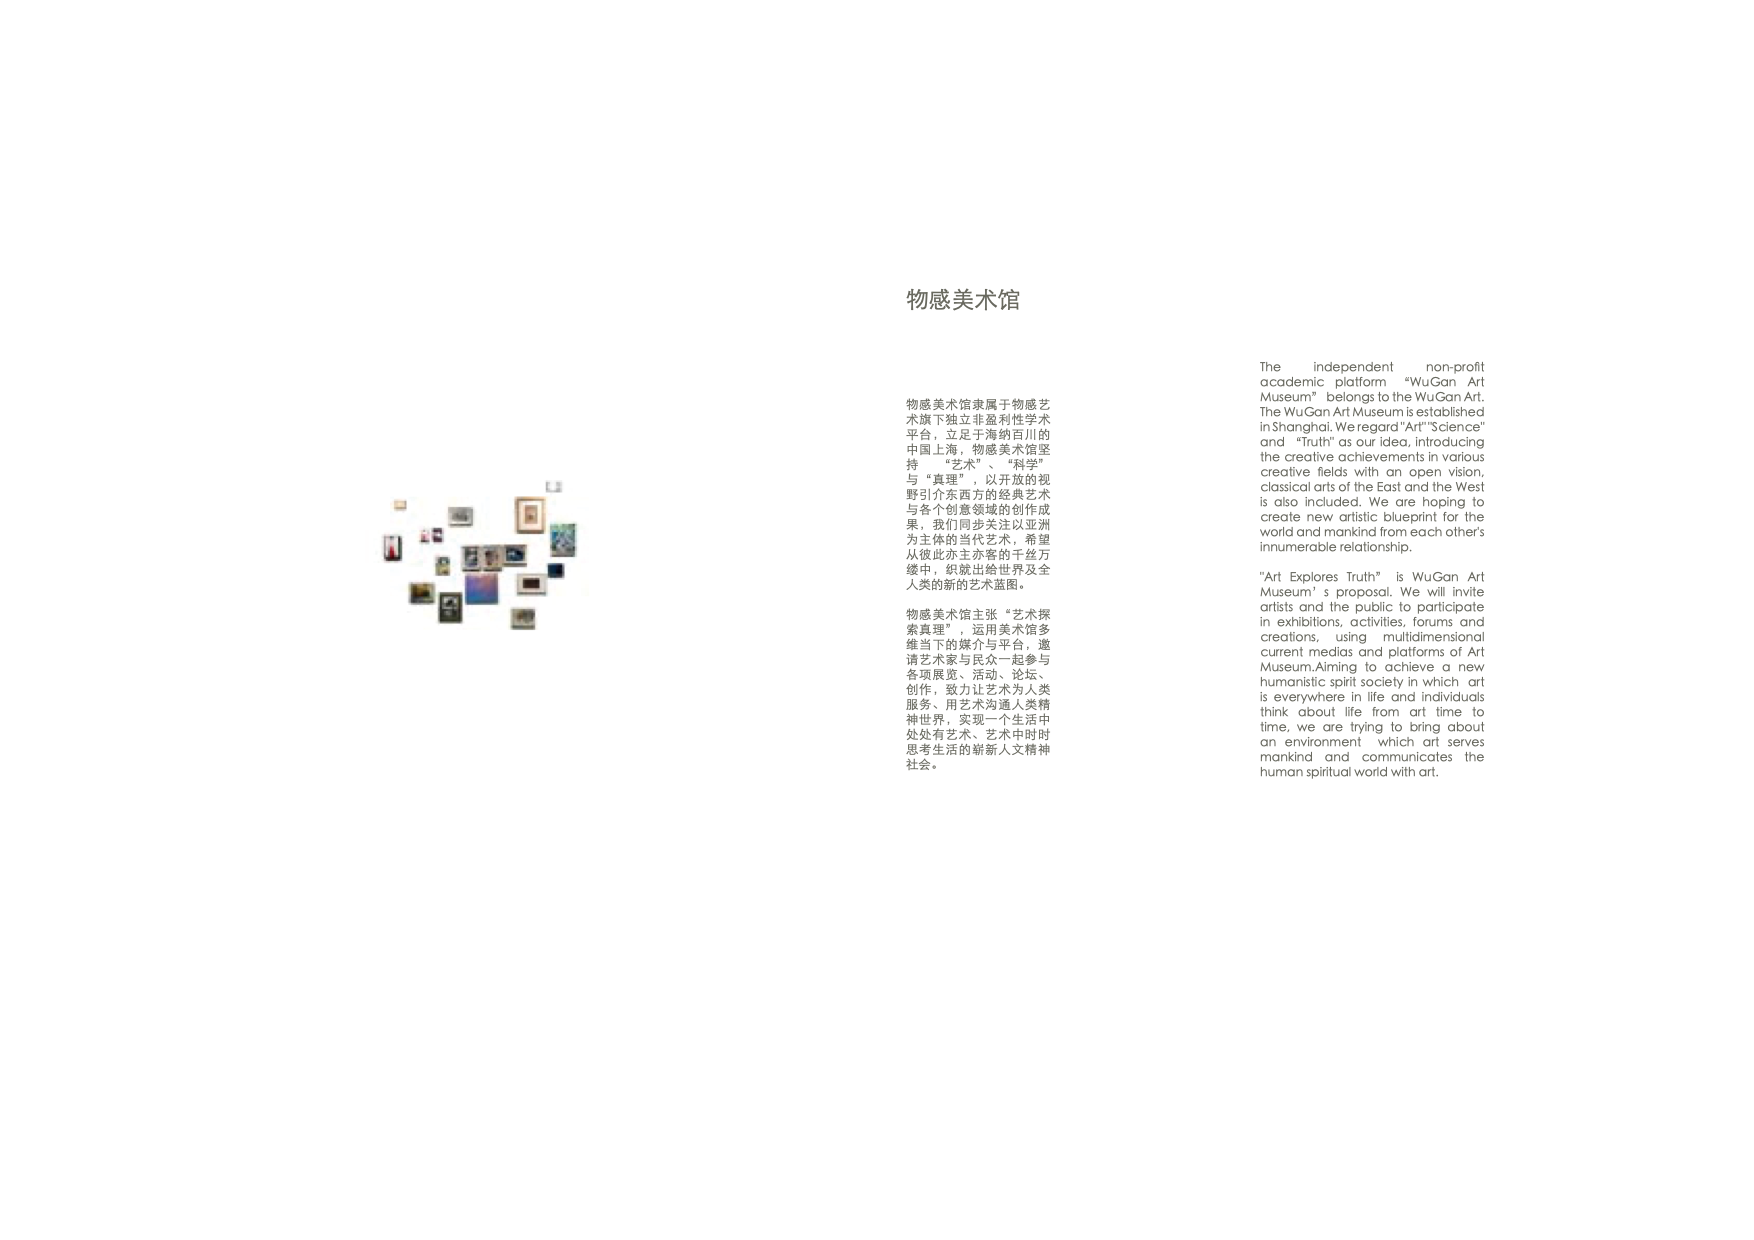 物感美术馆
物感美术馆隶属于物感艺
术旗下独立非盈利性学术
平台，立足于海纳百川的
中国上海，物感美术馆坚
持 “艺术”、“科学”
与“真理”，以开放的视
野引介东西方的经典艺术
与各个创意领域的创作成
果，我们同步关注以亚洲
为主体的当代艺术，希望
从彼此亦主亦客的千丝万
缕中，织就出给世界及全
人类的新的艺术蓝图。
物感美术馆主张“艺术探
索真理”，运用美术馆多
维当下的媒介与平台，邀
请艺术家与民众一起参与
各项展览、活动、论坛、
创作，致力让艺术为人类
服务、用艺术沟通人类精
神世界，实现一个生活中
处处有艺术、艺术中时时
思考生活的崭新人文精神
社会。
The independent non-profit
academic platform “WuGan Art
Museum” belongs to the WuGan Art.
The WuGan Art Museum is established
in Shanghai. We regard "Art""Science"
and “Truth" as our idea, introducing
the creative achievements in various
creative fields with an open vision,
classical arts of the East and the West
is also included. We are hoping to
create new artistic blueprint for the
world and mankind from each other's
innumerable relationship.
"Art Explores Truth” is WuGan Art
Museum’ s proposal. We will invite
artists and the public to participate
in exhibitions, activities, forums and
creations, using multidimensional
current medias and platforms of Art
Museum.Aiming to achieve a new
humanistic spirit society in which art
is everywhere in life and individuals
think about life from art time to
time, we are trying to bring about
an environment which art serves
mankind and communicates the
human spiritual world with art.